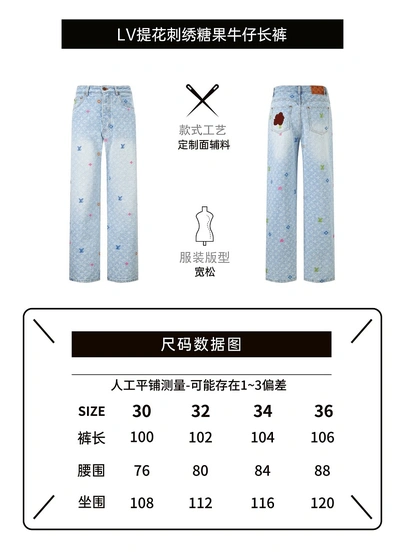 LV提花刺绣糖果牛仔长裤
款式工艺
定制面辅料
服装版型
宽松
尺码数据图
人工平铺测量-可能存在1~3偏差
SIZE 30 32 34 36
裤长 100 102 104 106
腰围 76 80 84 88
坐围 108 112 116 120